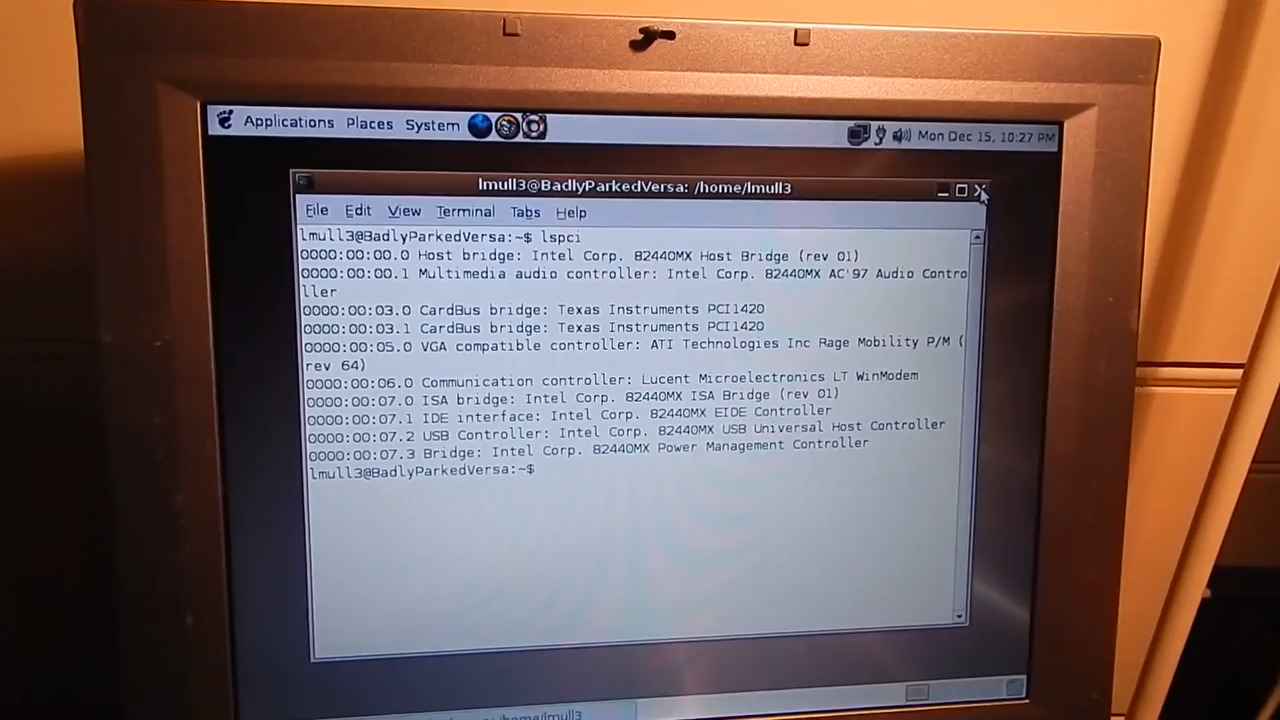 Applications Places System
Mon Dec 15, 10:27 PM
lmull3@BadlyParkedVersa: /home/lmull3
File Edit View Terminal Tabs Help
lmull3@BadlyParkedVersa:~$ lspci
0000:00:00.0 Host bridge: Intel Corp. 82440MX Host Bridge (rev 01)
0000:00:00.1 Multimedia audio controller: Intel Corp. 82440MX AC'97 Audio Contro
ller
0000:00:03.0 CardBus bridge: Texas Instruments PCI1420
0000:00:03.1 CardBus bridge: Texas Instruments PCI1420
0000:00:05.0 VGA compatible controller: ATI Technologies Inc Rage Mobility P/M (
rev 64)
0000:00:06.0 Communication controller: Lucent Microelectronics LT WinModem
0000:00:07.0 ISA bridge: Intel Corp. 82440MX ISA Bridge (rev 01)
0000:00:07.1 IDE interface: Intel Corp. 82440MX EIDE Controller
0000:00:07.2 USB Controller: Intel Corp. 82440MX USB Universal Host Controller
0000:00:07.3 Bridge: Intel Corp. 82440MX Power Management Controller
lmull3@BadlyParkedVersa:~$
/home/lmull3